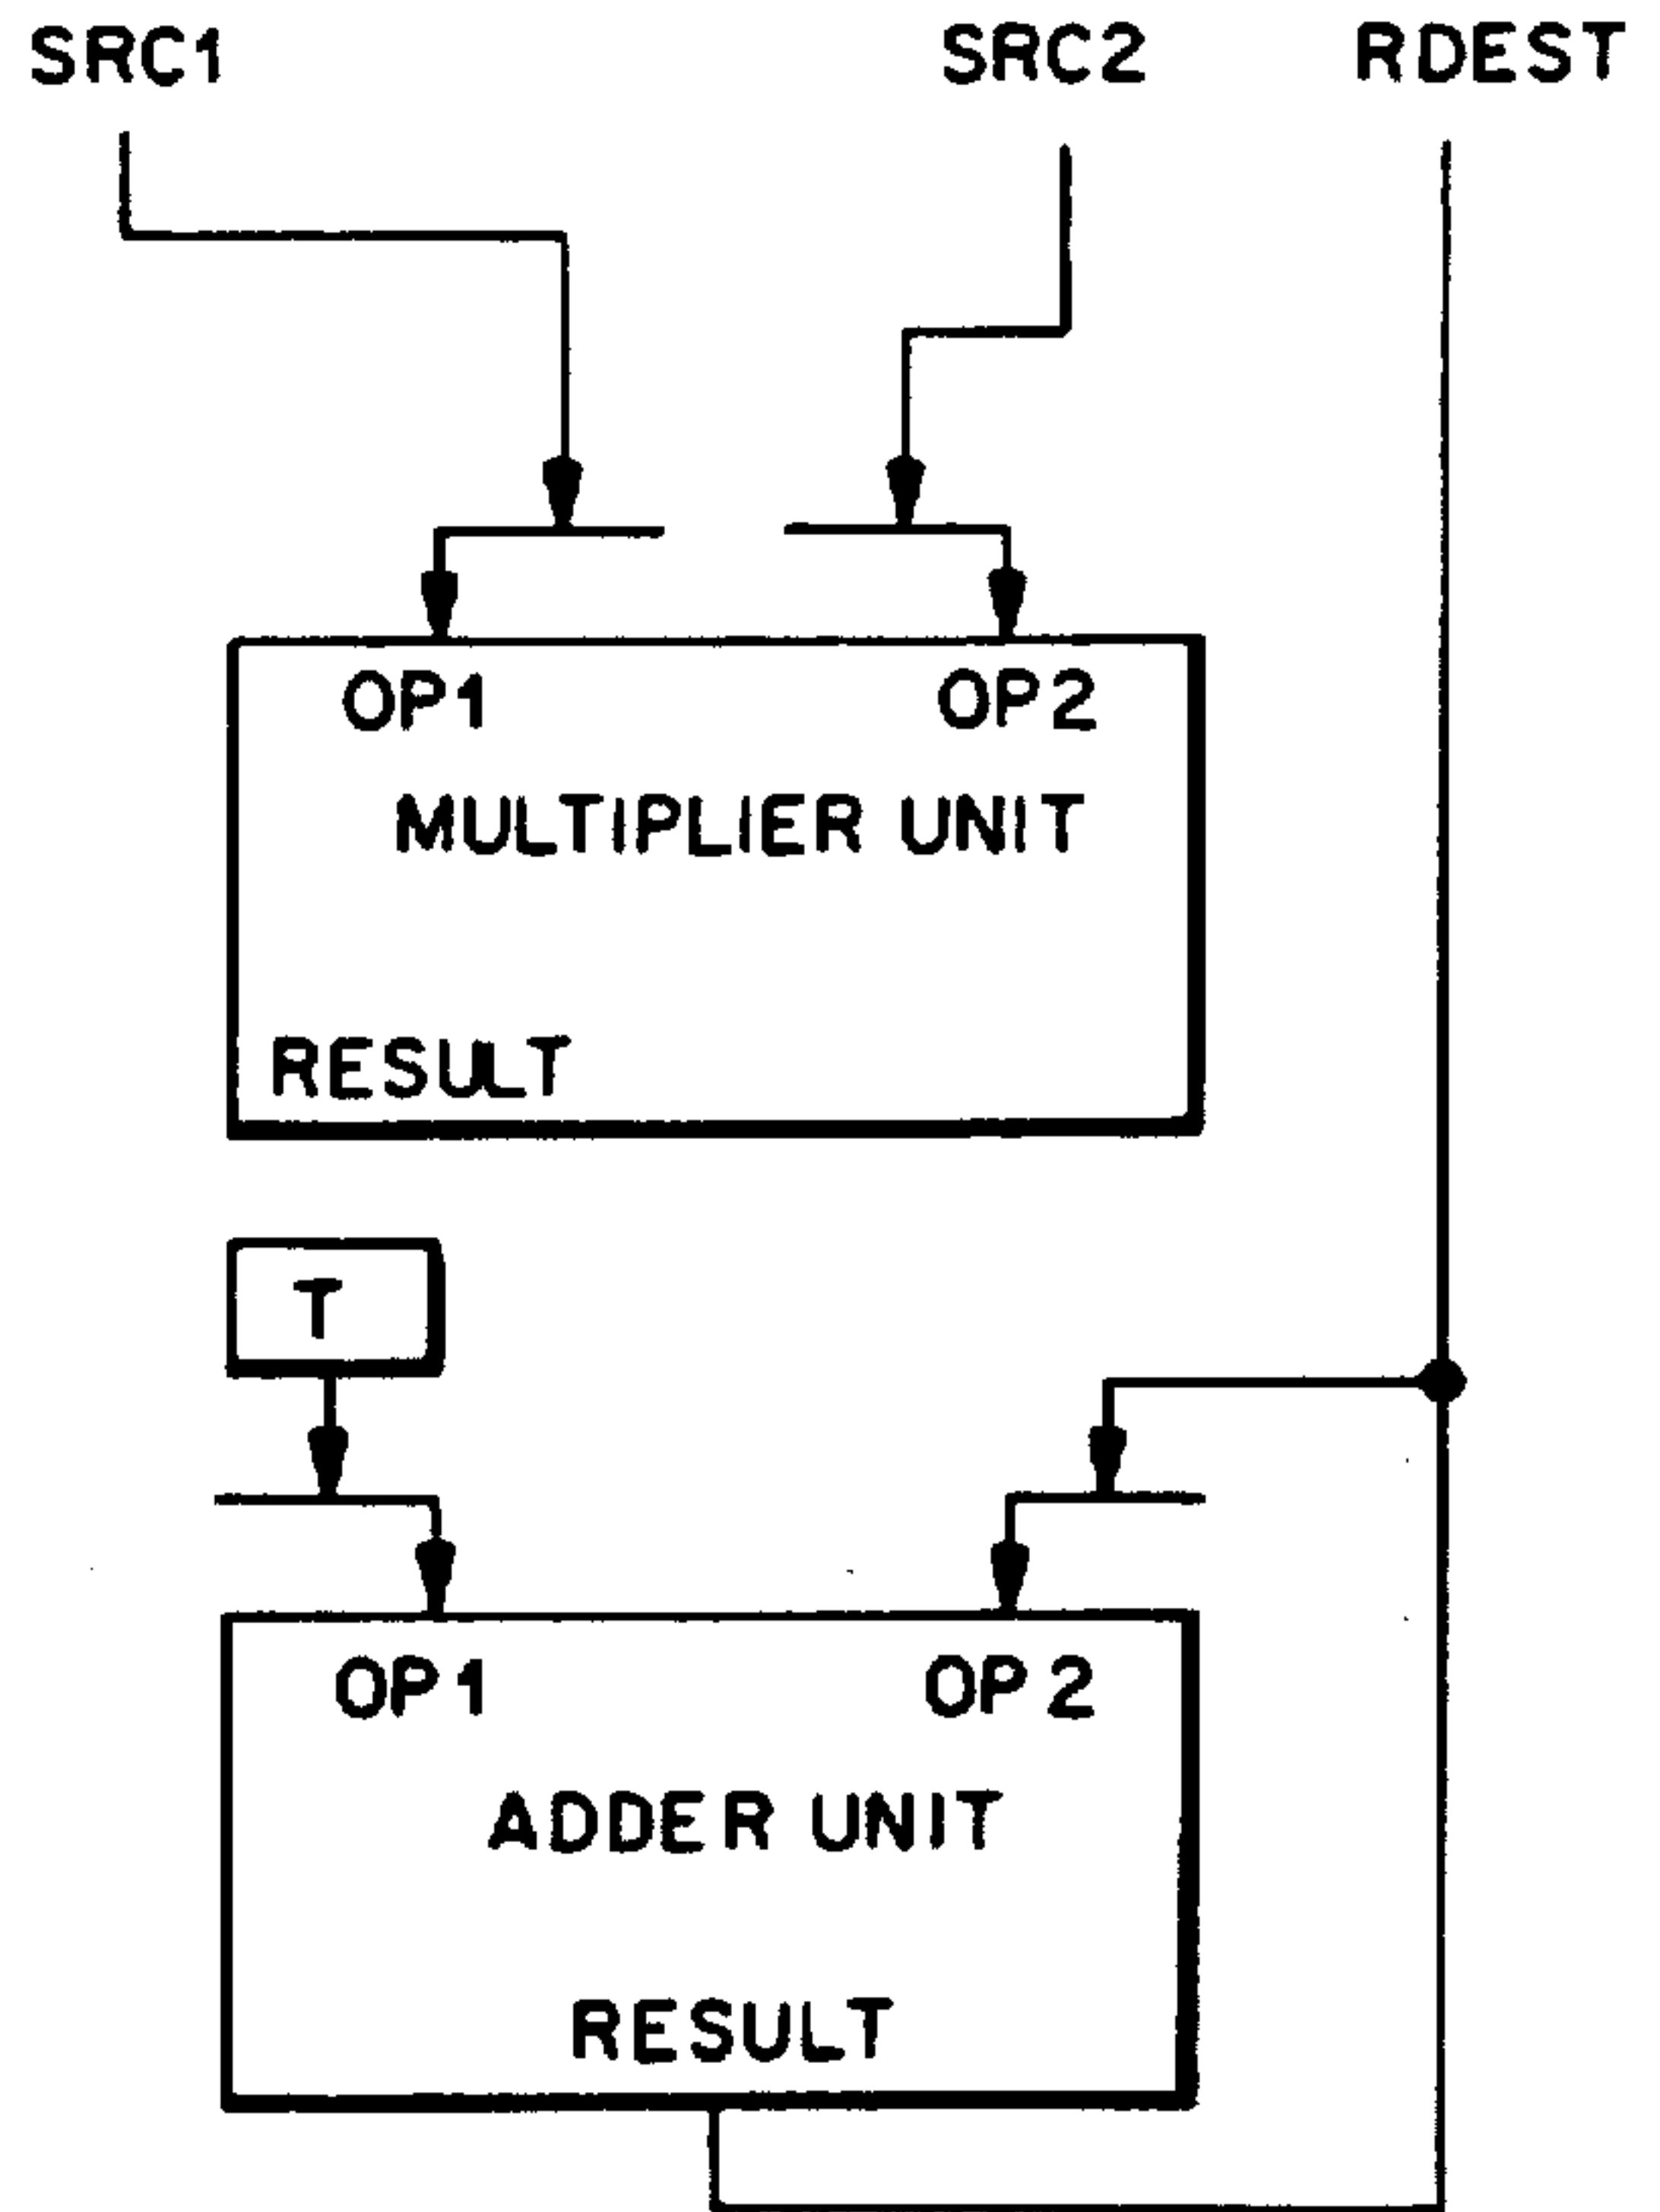 SRC1 SRC2 RDEST
OP1 OP2
MULTIPLIER UNIT
RESULT
T
OP1 OP2
ADDER UNIT
RESULT